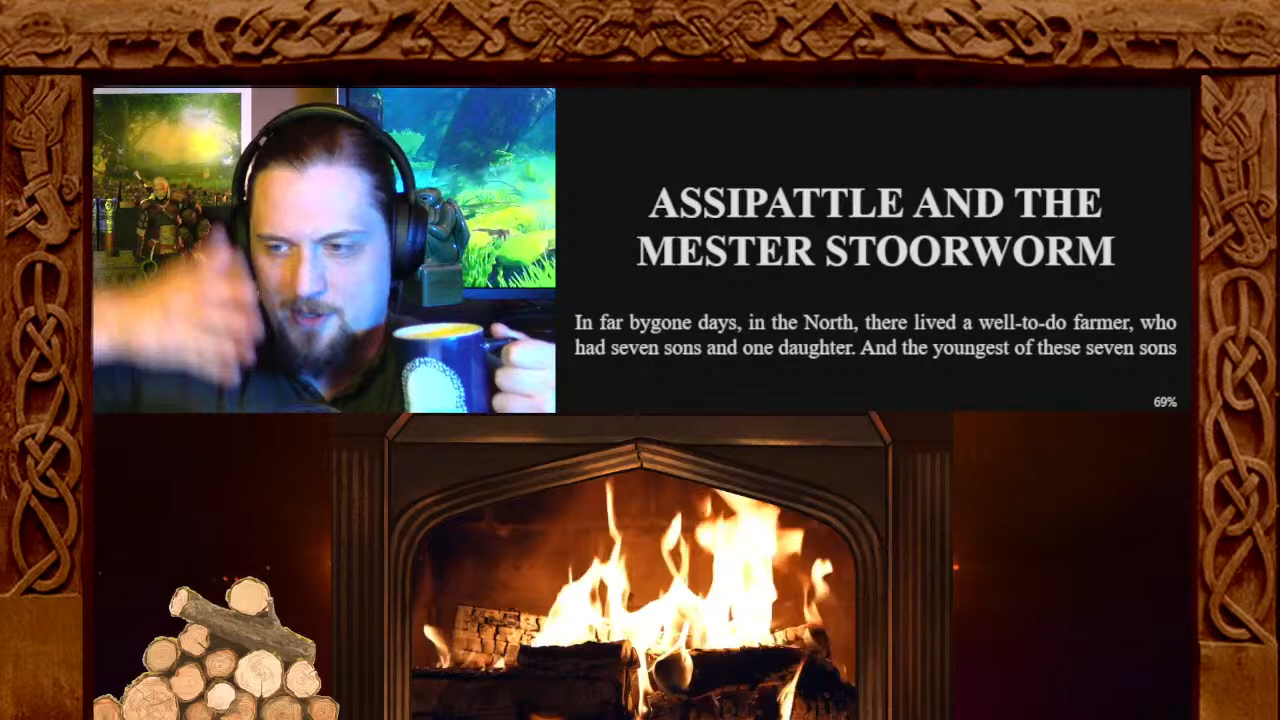 ASSIPATTLE AND THE
MESTER STOORWORM
In far bygone days, in the North, there lived a well-to-do farmer, who
had seven sons and one daughter. And the youngest of these seven sons
69%